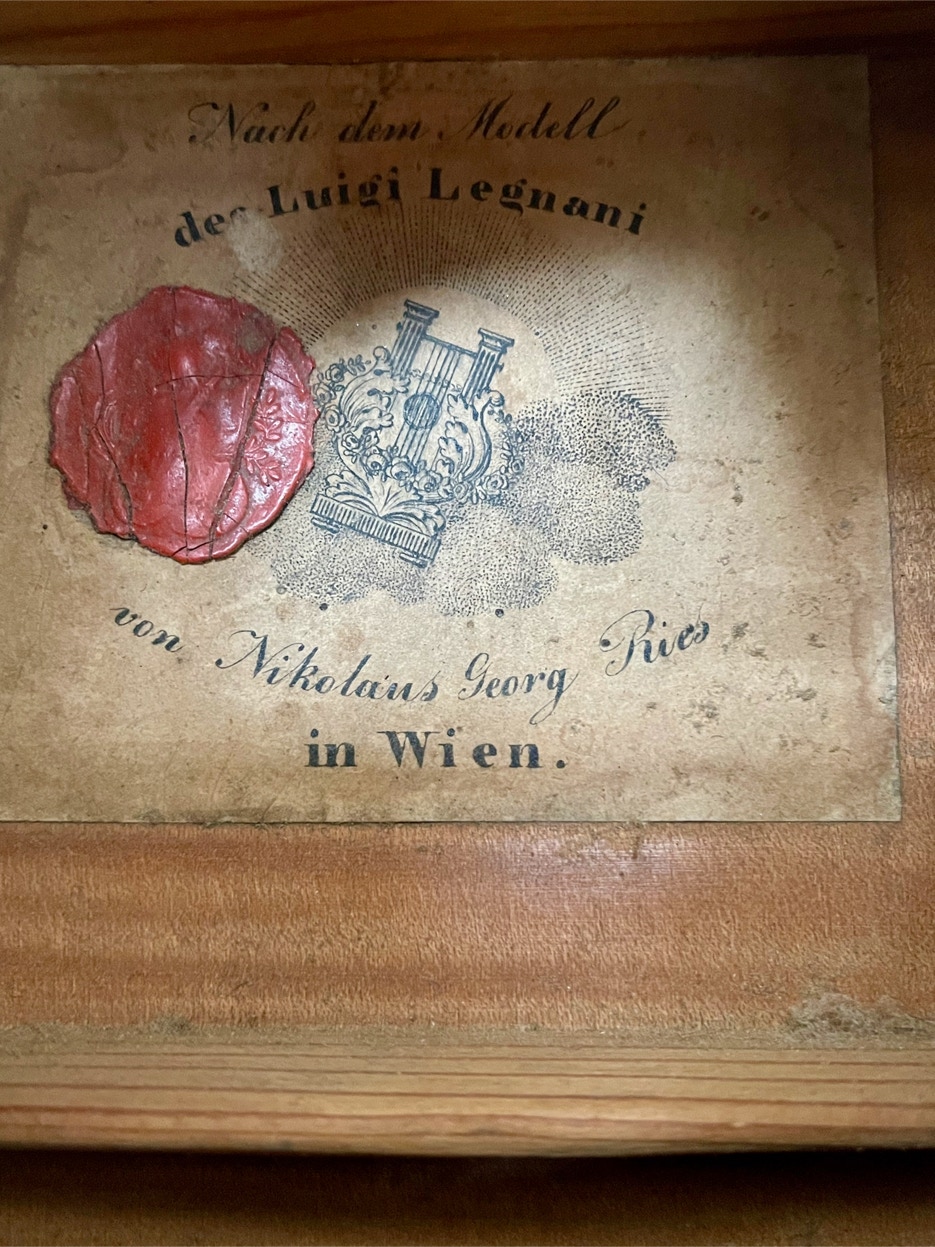 Nach dem Modell
des Luigi Legnani
von Nikolaus Georg Ries
in Wien.